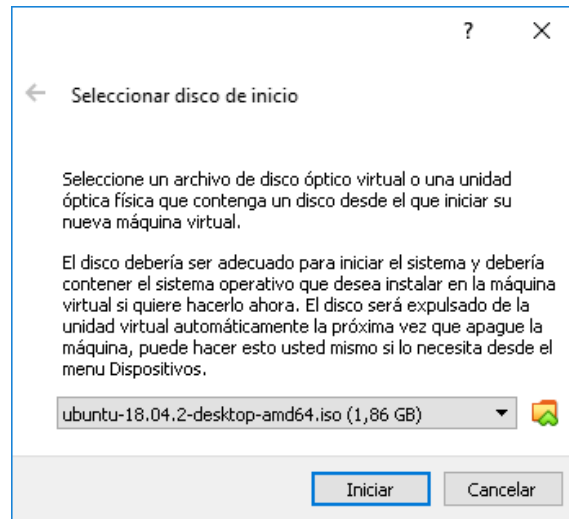 ?
Seleccionar disco de inicio
Seleccione un archivo de disco óptico virtual o una unidad
óptica física que contenga un disco desde el que iniciar su
nueva máquina virtual.
El disco debería ser adecuado para iniciar el sistema y debería
contener el sistema operativo que desea instalar en la máquina
virtual si quiere hacerlo ahora. El disco será expulsado de la
unidad virtual automáticamente la próxima vez que apague la
máquina, puede hacer esto usted mismo si lo necesita desde el
menu Dispositivos.
ubuntu-18.04.2-desktop-amd64.iso (1,86 GB)
Iniciar Cancelar